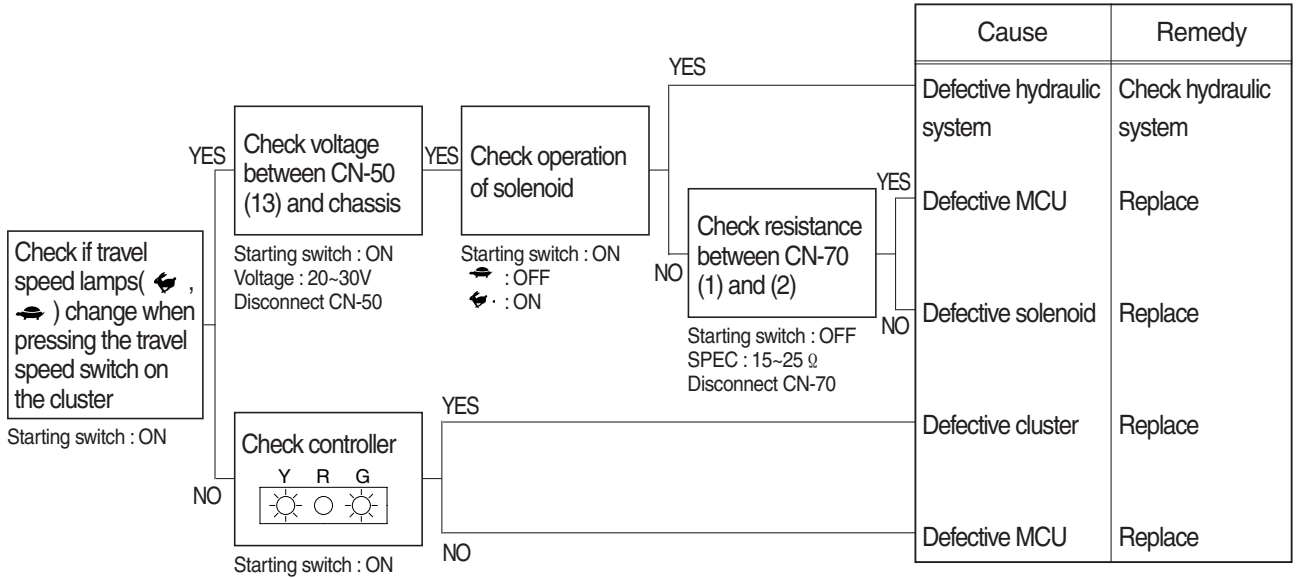 Check if travel
speed lamps( ,
) change when
pressing the travel
speed switch on
the cluster
Starting switch : ON
YES
NO
Check voltage
between CN-50
(13) and chassis
Starting switch : ON
Voltage : 20~30V
Disconnect CN-50
YES
Check operation
of solenoid
Starting switch : ON
: OFF
: ON
YES
NO
Check resistance
between CN-70
(1) and (2)
Starting switch : OFF
SPEC : 15~25 Ω
Disconnect CN-70
YES
NO
Check controller
Y R G
Starting switch : ON
YES
NO
Cause Remedy
Defective hydraulic Check hydraulic
system system
Defective MCU Replace
Defective solenoid Replace
Defective cluster Replace
Defective MCU Replace